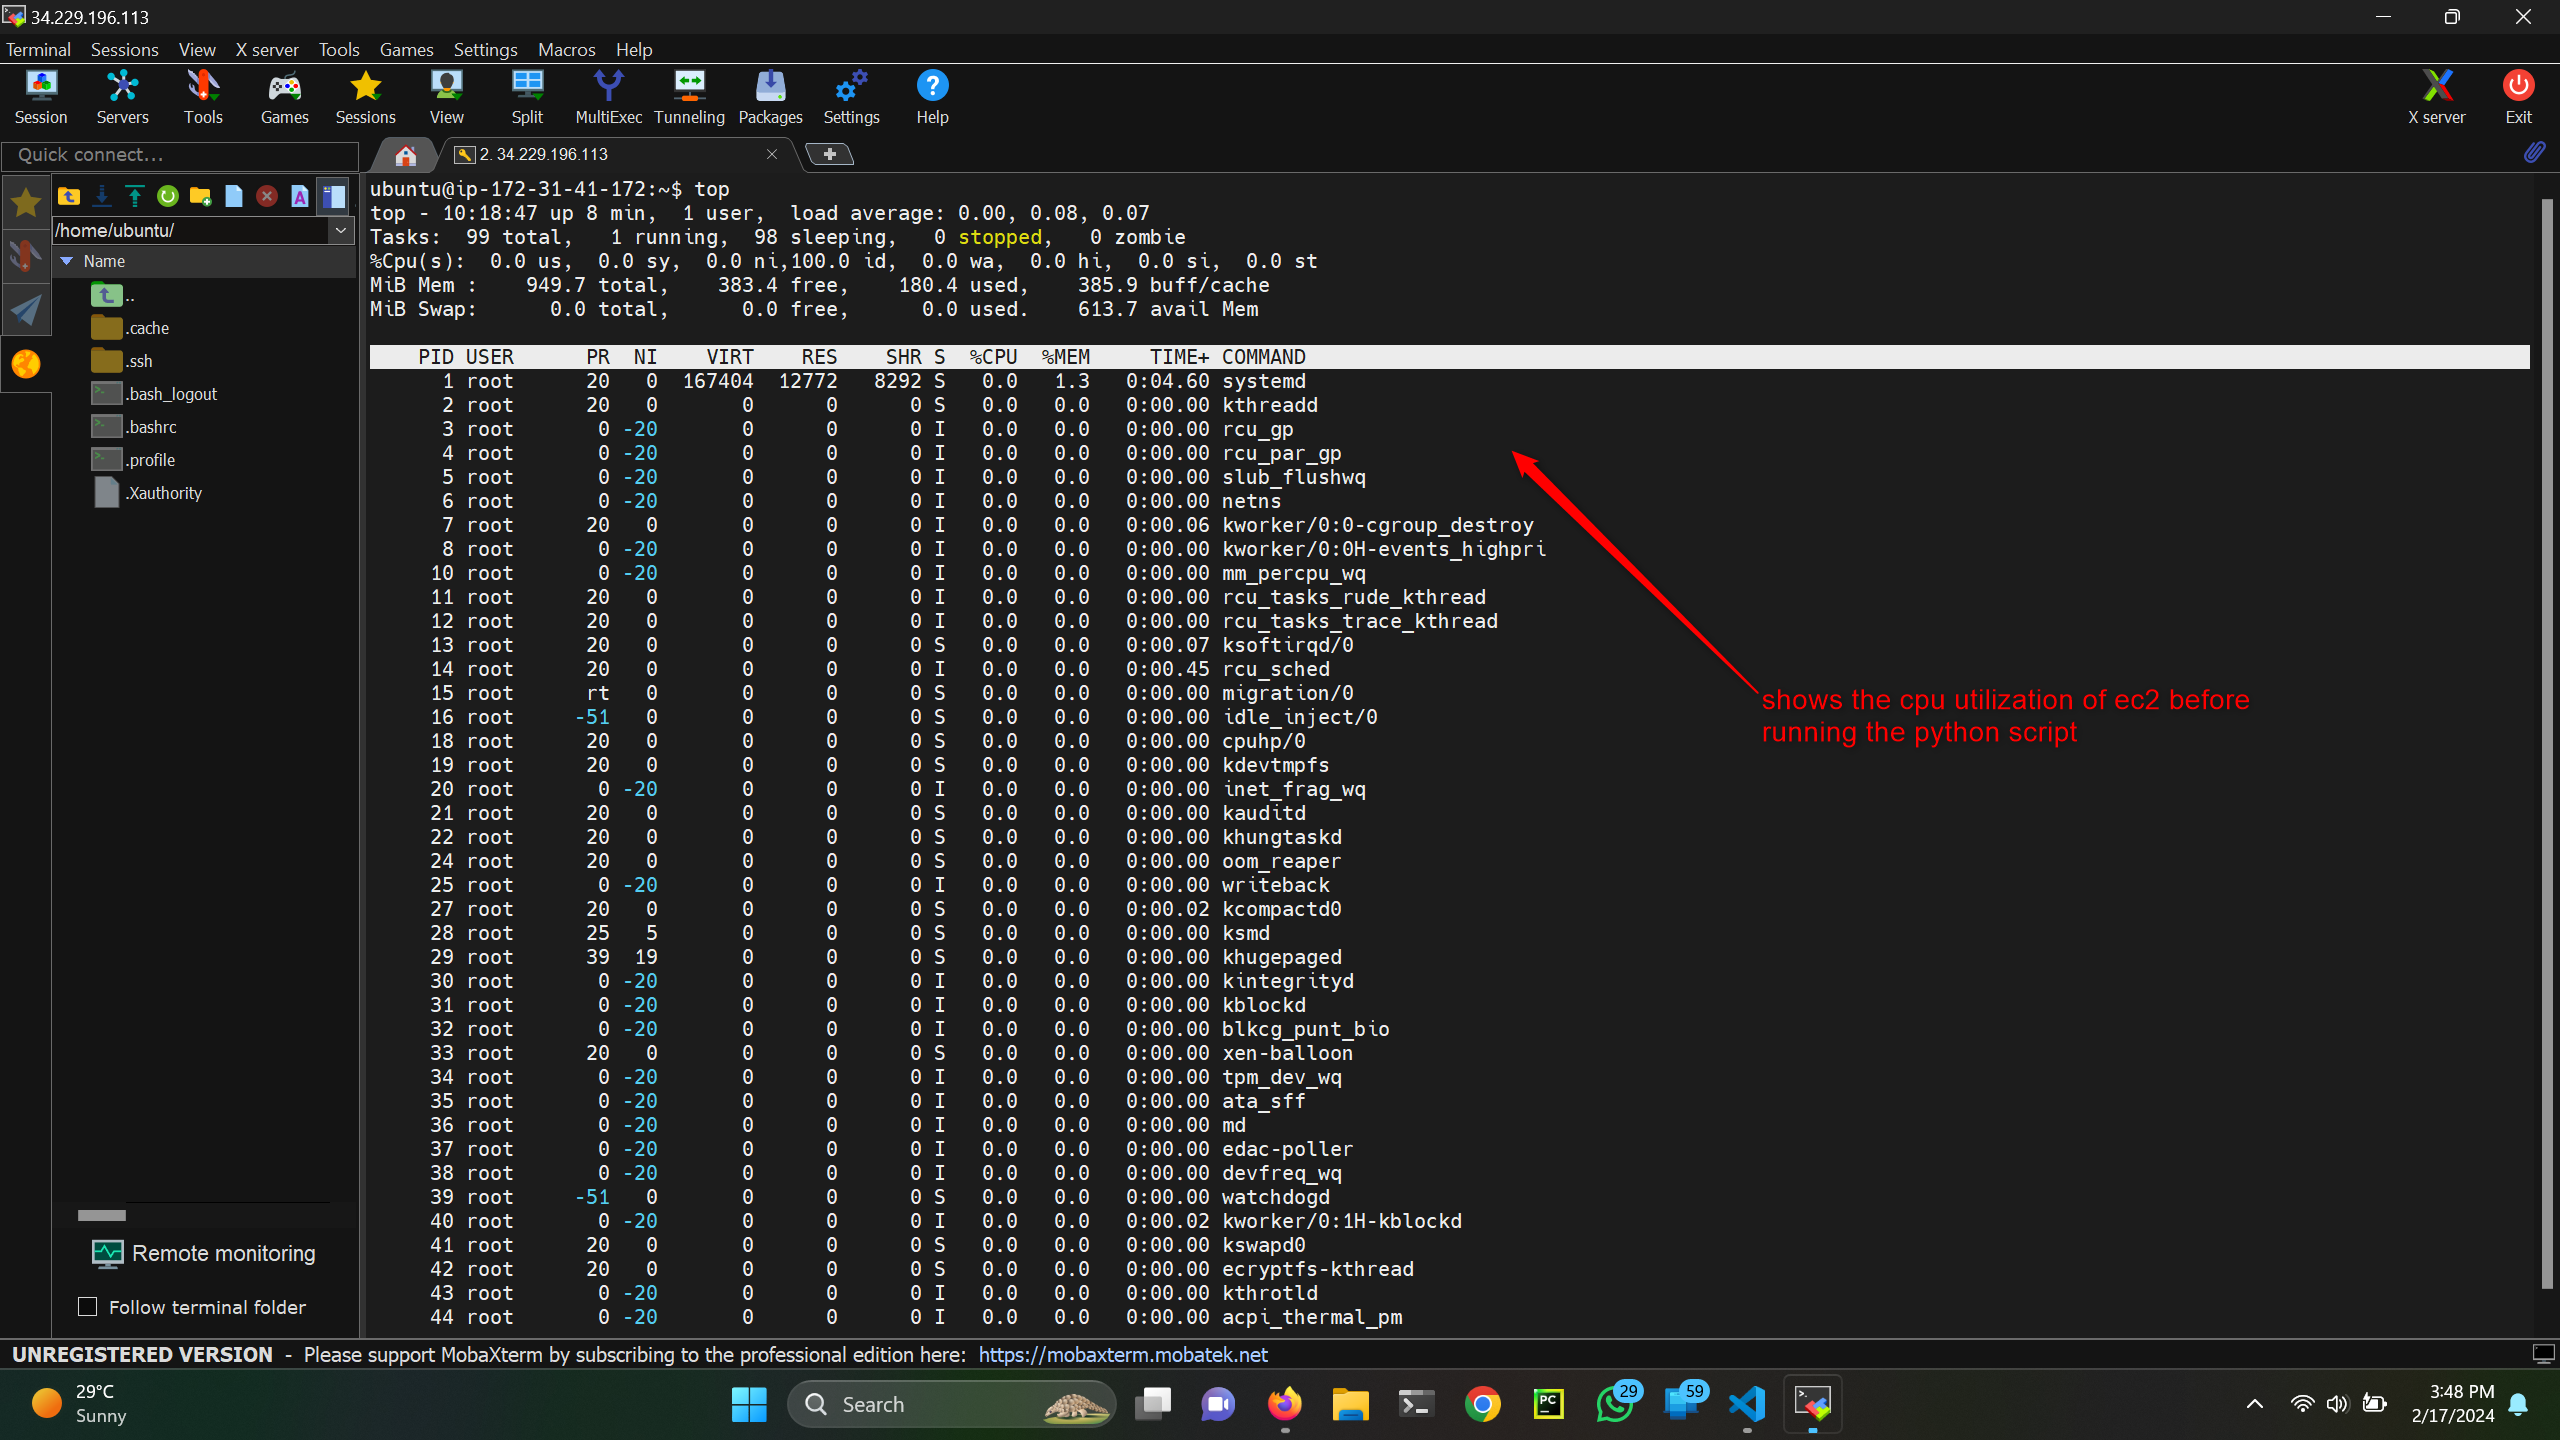 34.229.196.113
Terminal Sessions View X server Tools Games Settings Macros Help
Session Servers Tools Games Sessions View Split MultiExec Tunneling Packages Settings Help X server Exit
Quick connect...
2. 34.229.196.113
/home/ubuntu/
Name
..
.cache
.ssh
.bash_logout
.bashrc
.profile
.Xauthority
Remote monitoring
Follow terminal folder
ubuntu@ip-172-31-41-172:~$ top
top - 10:18:47 up 8 min, 1 user, load average: 0.00, 0.08, 0.07
Tasks: 99 total, 1 running, 98 sleeping, 0 stopped, 0 zombie
%Cpu(s): 0.0 us, 0.0 sy, 0.0 ni,100.0 id, 0.0 wa, 0.0 hi, 0.0 si, 0.0 st
MiB Mem : 949.7 total, 383.4 free, 180.4 used, 385.9 buff/cache
MiB Swap: 0.0 total, 0.0 free, 0.0 used. 613.7 avail Mem
PID USER PR NI VIRT RES SHR S %CPU %MEM TIME+ COMMAND
1 root 20 0 167404 12772 8292 S 0.0 1.3 0:04.60 systemd
2 root 20 0 0 0 0 S 0.0 0.0 0:00.00 kthreadd
3 root 0 -20 0 0 0 I 0.0 0.0 0:00.00 rcu_gp
4 root 0 -20 0 0 0 I 0.0 0.0 0:00.00 rcu_par_gp
5 root 0 -20 0 0 0 I 0.0 0.0 0:00.00 slub_flushwq
6 root 0 -20 0 0 0 I 0.0 0.0 0:00.00 netns
7 root 20 0 0 0 0 I 0.0 0.0 0:00.06 kworker/0:0-cgroup_destroy
8 root 0 -20 0 0 0 I 0.0 0.0 0:00.00 kworker/0:0H-events_highpri
10 root 0 -20 0 0 0 I 0.0 0.0 0:00.00 mm_percpu_wq
11 root 20 0 0 0 0 I 0.0 0.0 0:00.00 rcu_tasks_rude_kthread
12 root 20 0 0 0 0 I 0.0 0.0 0:00.00 rcu_tasks_trace_kthread
13 root 20 0 0 0 0 S 0.0 0.0 0:00.07 ksoftirqd/0
14 root 20 0 0 0 0 I 0.0 0.0 0:00.45 rcu_sched
15 root rt 0 0 0 0 S 0.0 0.0 0:00.00 migration/0
16 root -51 0 0 0 0 S 0.0 0.0 0:00.00 idle_inject/0
18 root 20 0 0 0 0 S 0.0 0.0 0:00.00 cpuhp/0
19 root 20 0 0 0 0 S 0.0 0.0 0:00.00 kdevtmpfs
20 root 0 -20 0 0 0 I 0.0 0.0 0:00.00 inet_frag_wq
21 root 20 0 0 0 0 S 0.0 0.0 0:00.00 kauditd
22 root 20 0 0 0 0 S 0.0 0.0 0:00.00 khungtaskd
24 root 20 0 0 0 0 S 0.0 0.0 0:00.00 oom_reaper
25 root 0 -20 0 0 0 I 0.0 0.0 0:00.00 writeback
27 root 20 0 0 0 0 S 0.0 0.0 0:00.02 kcompactd0
28 root 25 5 0 0 0 S 0.0 0.0 0:00.00 ksmd
29 root 39 19 0 0 0 S 0.0 0.0 0:00.00 khugepaged
30 root 0 -20 0 0 0 I 0.0 0.0 0:00.00 kintegrityd
31 root 0 -20 0 0 0 I 0.0 0.0 0:00.00 kblockd
32 root 0 -20 0 0 0 I 0.0 0.0 0:00.00 blkcg_punt_bio
33 root 20 0 0 0 0 S 0.0 0.0 0:00.00 xen-balloon
34 root 0 -20 0 0 0 I 0.0 0.0 0:00.00 tpm_dev_wq
35 root 0 -20 0 0 0 I 0.0 0.0 0:00.00 ata_sff
36 root 0 -20 0 0 0 I 0.0 0.0 0:00.00 md
37 root 0 -20 0 0 0 I 0.0 0.0 0:00.00 edac-poller
38 root 0 -20 0 0 0 I 0.0 0.0 0:00.00 devfreq_wq
39 root -51 0 0 0 0 S 0.0 0.0 0:00.00 watchdogd
40 root 0 -20 0 0 0 I 0.0 0.0 0:00.02 kworker/0:1H-kblockd
41 root 20 0 0 0 0 S 0.0 0.0 0:00.00 kswapd0
42 root 20 0 0 0 0 S 0.0 0.0 0:00.00 ecryptfs-kthread
43 root 0 -20 0 0 0 I 0.0 0.0 0:00.00 kthrotld
44 root 0 -20 0 0 0 I 0.0 0.0 0:00.00 acpi_thermal_pm
shows the cpu utilization of ec2 before
running the python script
UNREGISTERED VERSION - Please support MobaXterm by subscribing to the professional edition here: https://mobaxterm.mobatek.net
29°C
Sunny
Search
PC
29
59
3:48 PM
2/17/2024